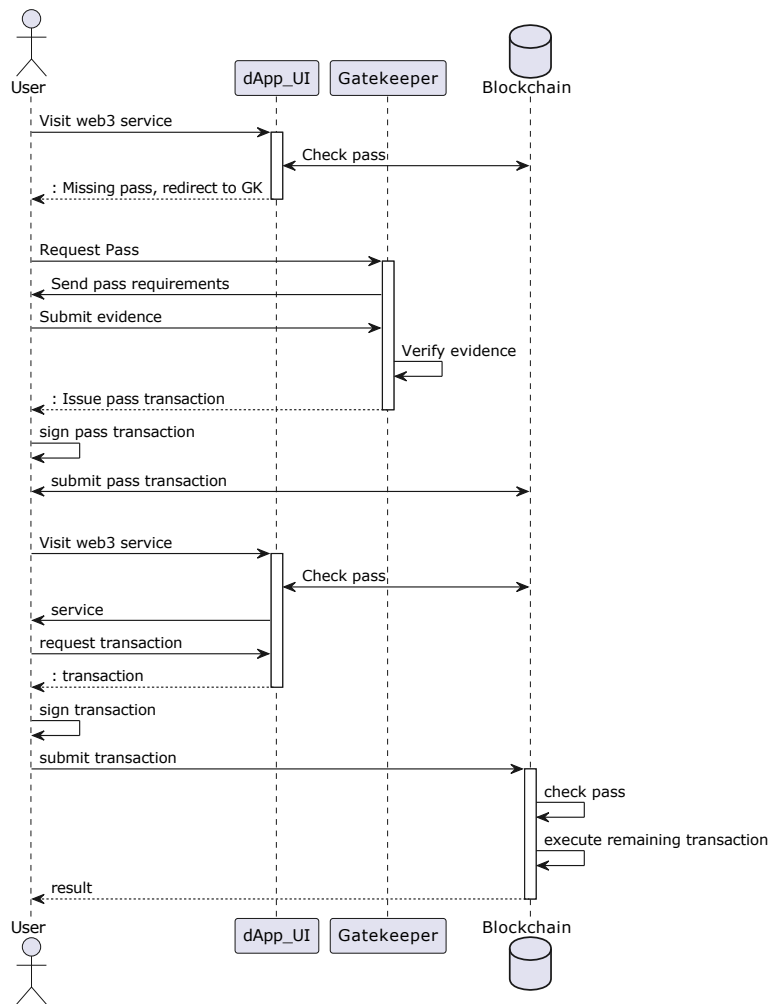 User
dApp_UI
Gatekeeper
Blockchain
Visit web3 service
Check pass
: Missing pass, redirect to GK
Request Pass
Send pass requirements
Submit evidence
Verify evidence
: Issue pass transaction
sign pass transaction
submit pass transaction
Visit web3 service
Check pass
service
request transaction
: transaction
sign transaction
submit transaction
check pass
execute remaining transaction
result
User
dApp_UI
Gatekeeper
Blockchain